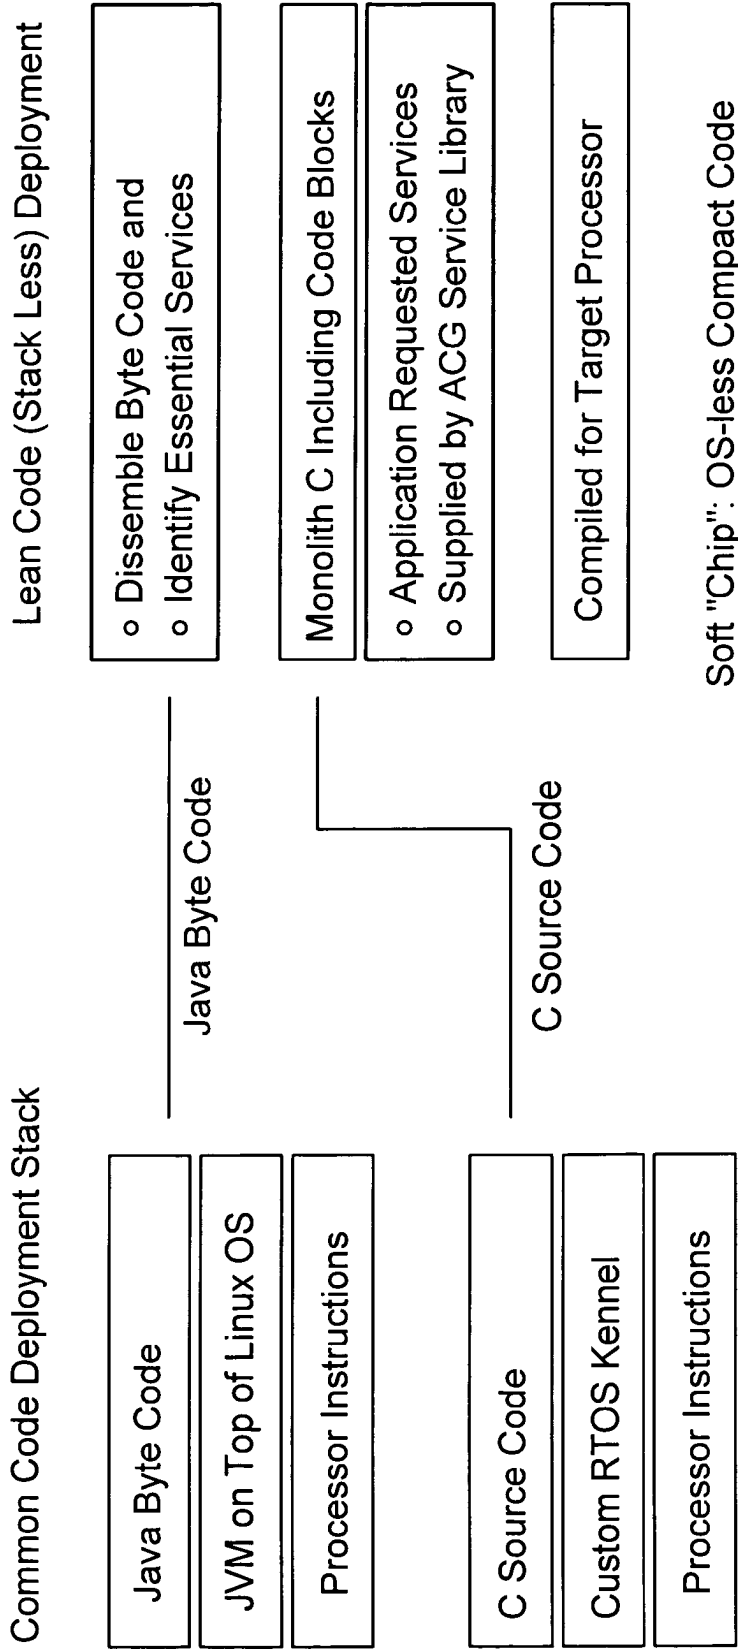 Common Code Deployment Stack
Java Byte Code
JVM on Top of Linux OS
Processor Instructions
C Source Code
Custom RTOS Kennel
Processor Instructions
Java Byte Code
C Source Code
Lean Code (Stack Less) Deployment
o Dissemble Byte Code and
o Identify Essential Services
Monolith C Including Code Blocks
o Application Requested Services
o Supplied by ACG Service Library
Compiled for Target Processor
Soft "Chip": OS-less Compact Code